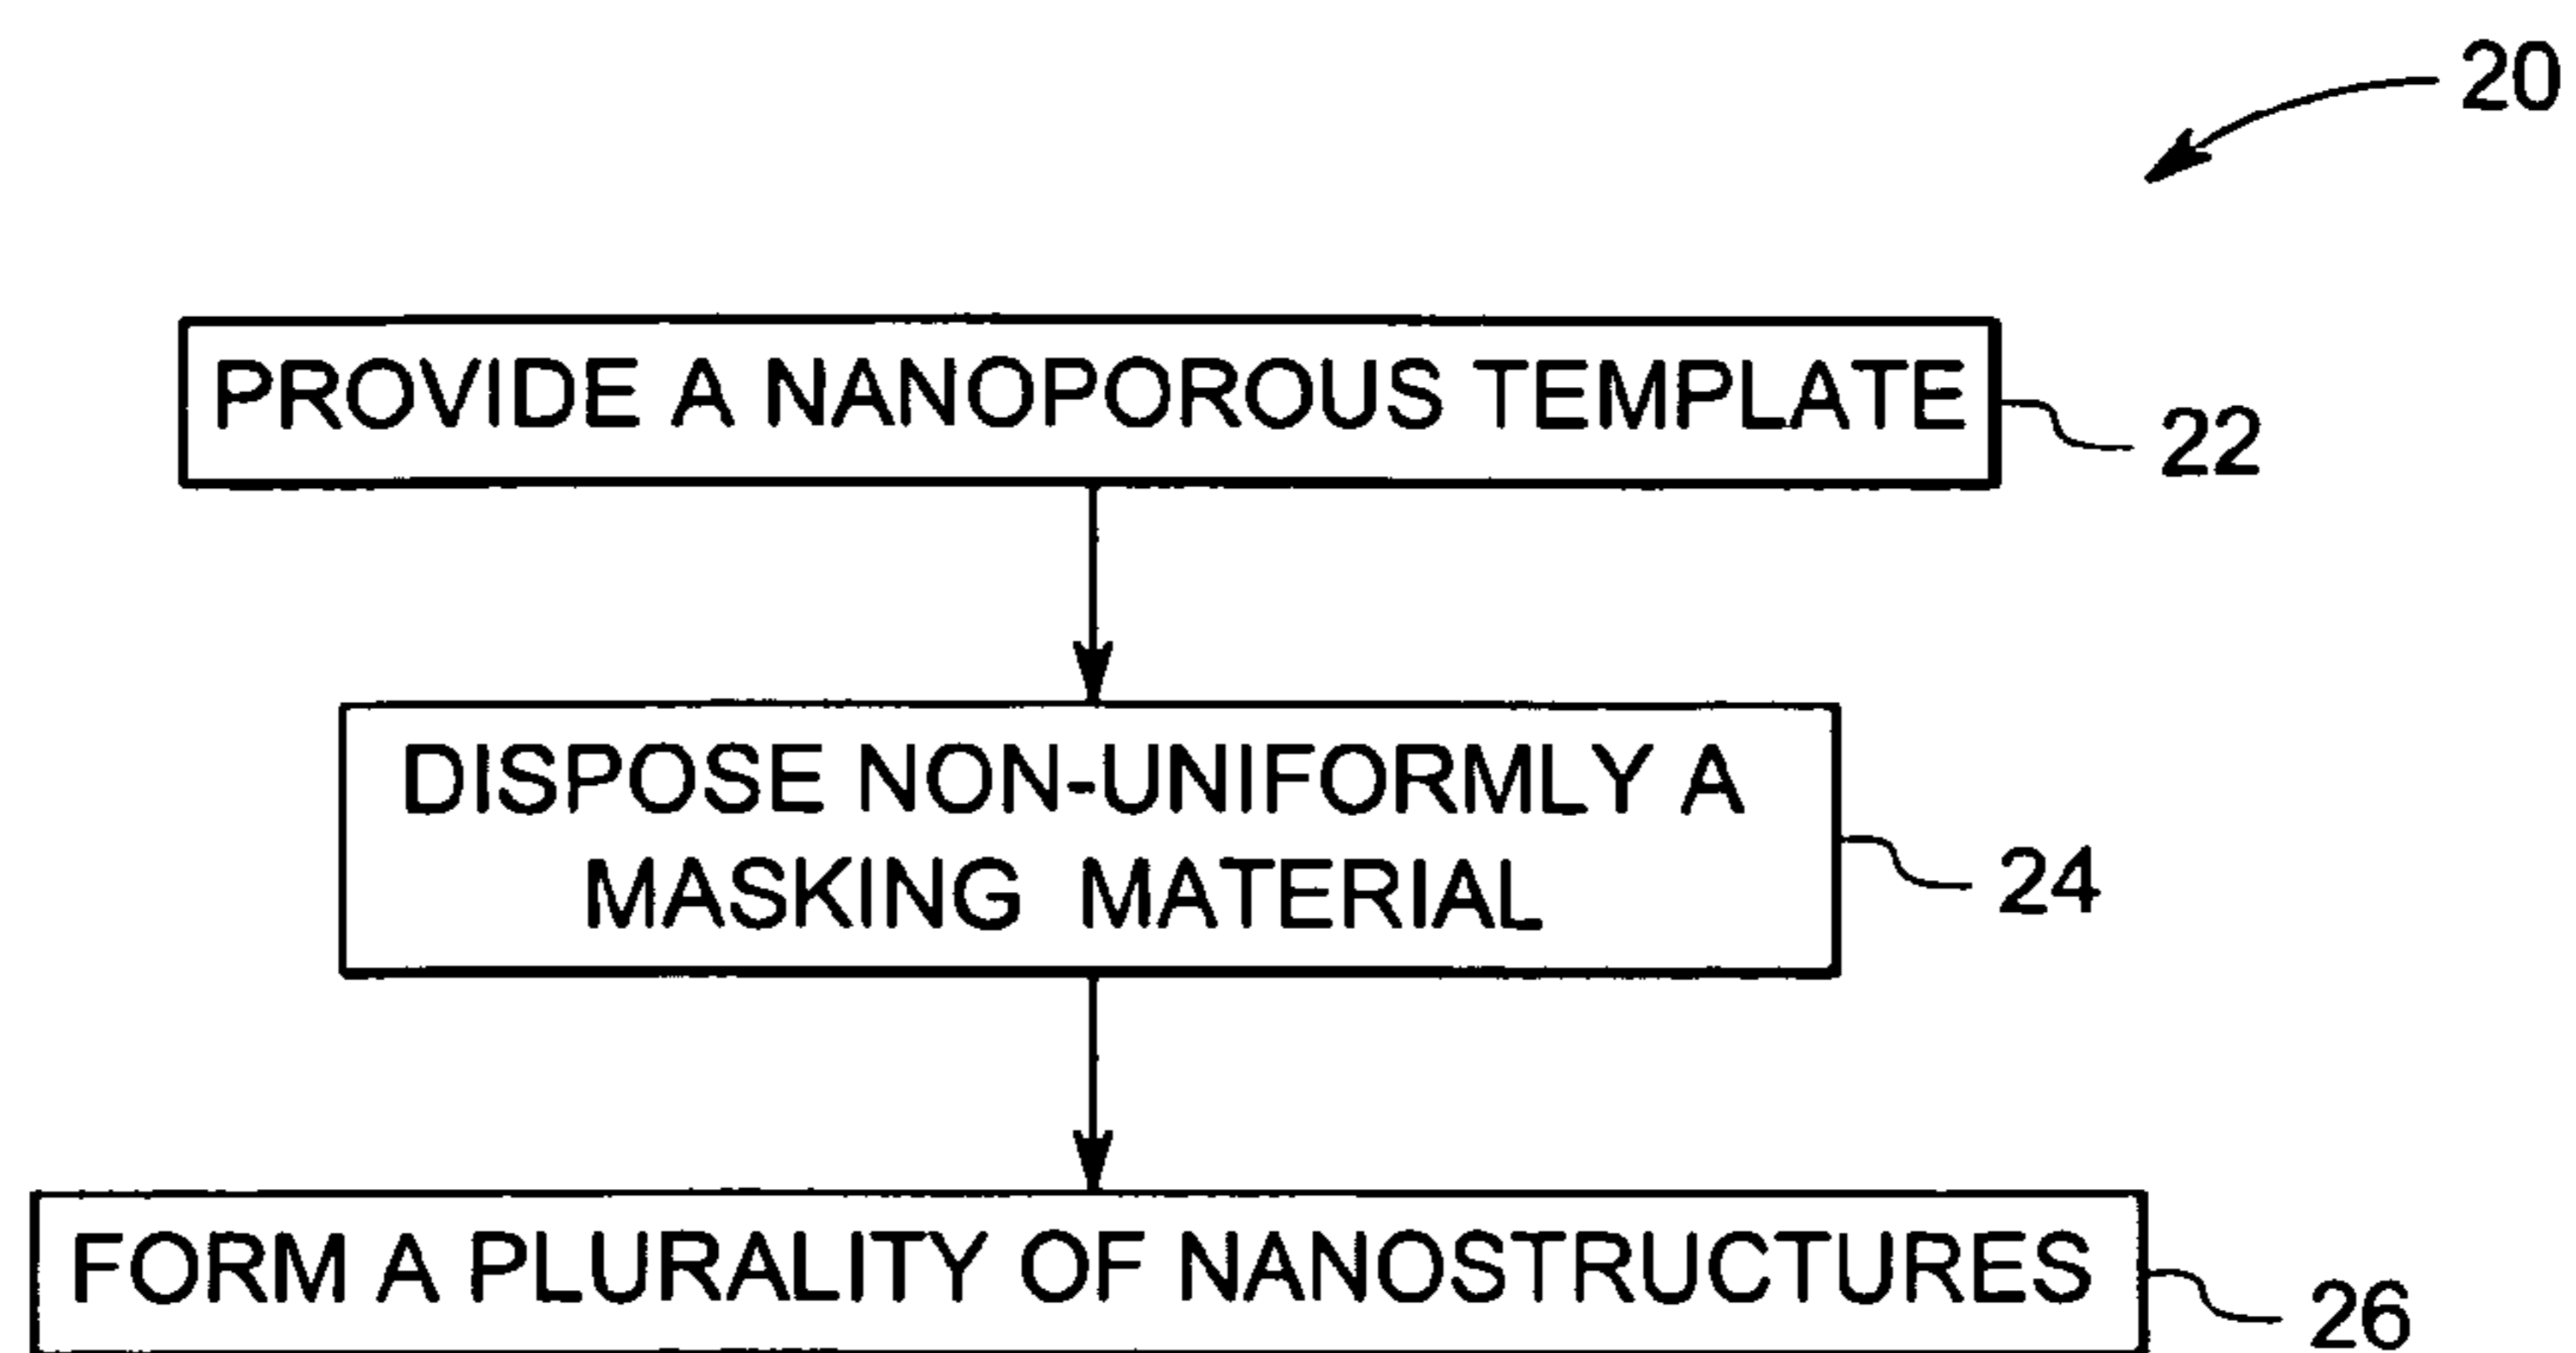 20
PROVIDE A NANOPOROUS TEMPLATE
22
DISPOSE NON-UNIFORMLY A
MASKING MATERIAL
24
FORM A PLURALITY OF NANOSTRUCTURES
26